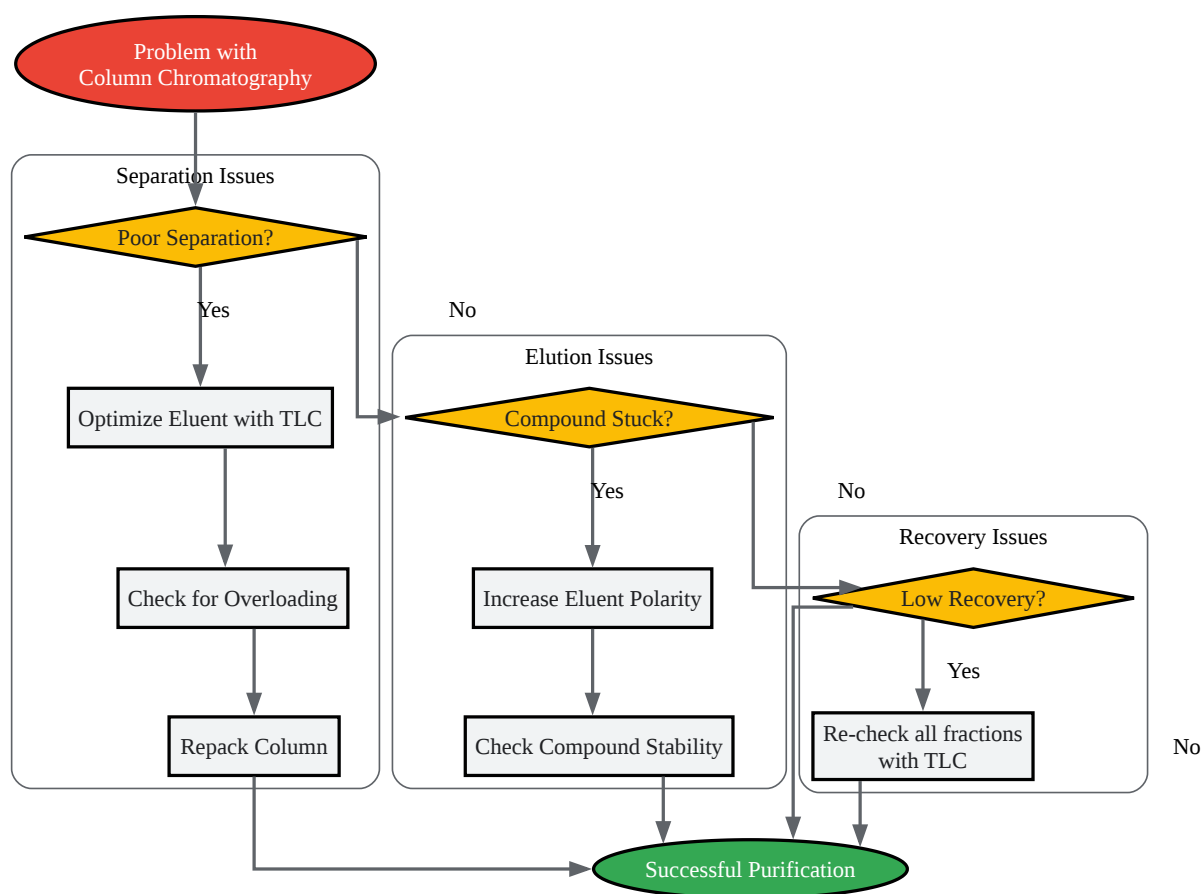 Problem with
Column Chromatography
Separation Issues
Poor Separation?
Yes
No
Optimize Eluent with TLC
Check for Overloading
Repack Column
Elution Issues
Compound Stuck?
Yes
No
Increase Eluent Polarity
Check Compound Stability
Recovery Issues
Low Recovery?
Yes
No
Re-check all fractions
with TLC
Successful Purification